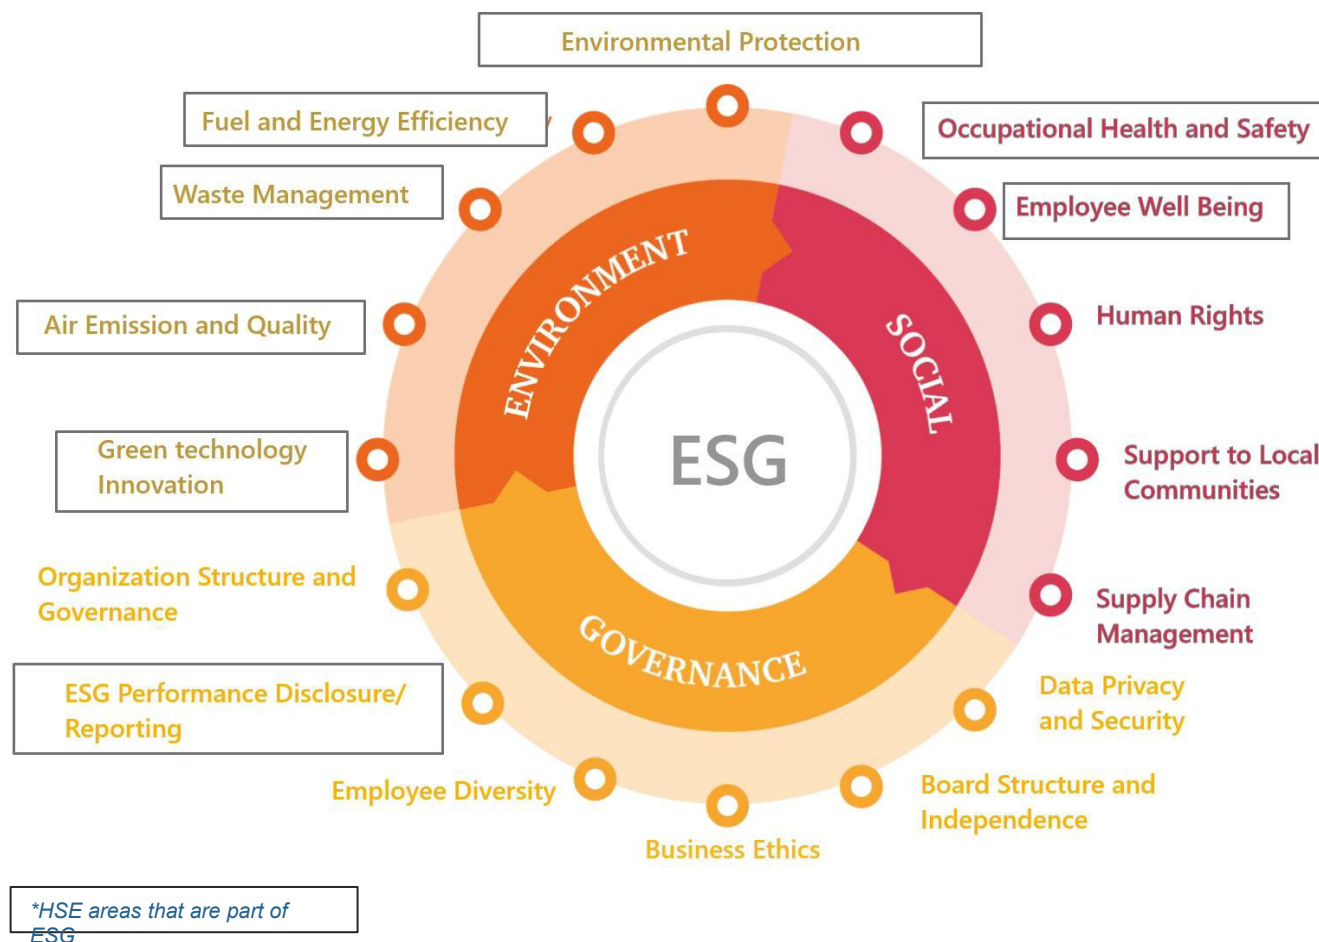 Environmental Protection
Fuel and Energy Efficiency
Occupational Health and Safety
Waste Management
Employee Well Being
ENVIRONMENT
SOCIAL
Air Emission and Quality
Human Rights
Green technology
Innovation
ESG
Support to Local
Communities
Organization Structure and
Governance
Supply Chain
Management
GOVERNANCE
ESG Performance Disclosure/
Reporting
Data Privacy
and Security
Employee Diversity
Board Structure and
Independence
Business Ethics
*HSE areas that are part of
ESG